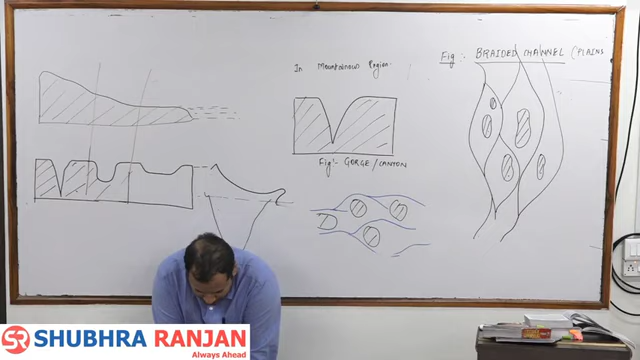 In Mountainous Region.
Fig:- GORGE/CANYON
Fig:- BRAIDED CHANNEL (PLAINS
SR SHUBHRA RANJAN
Always Ahead